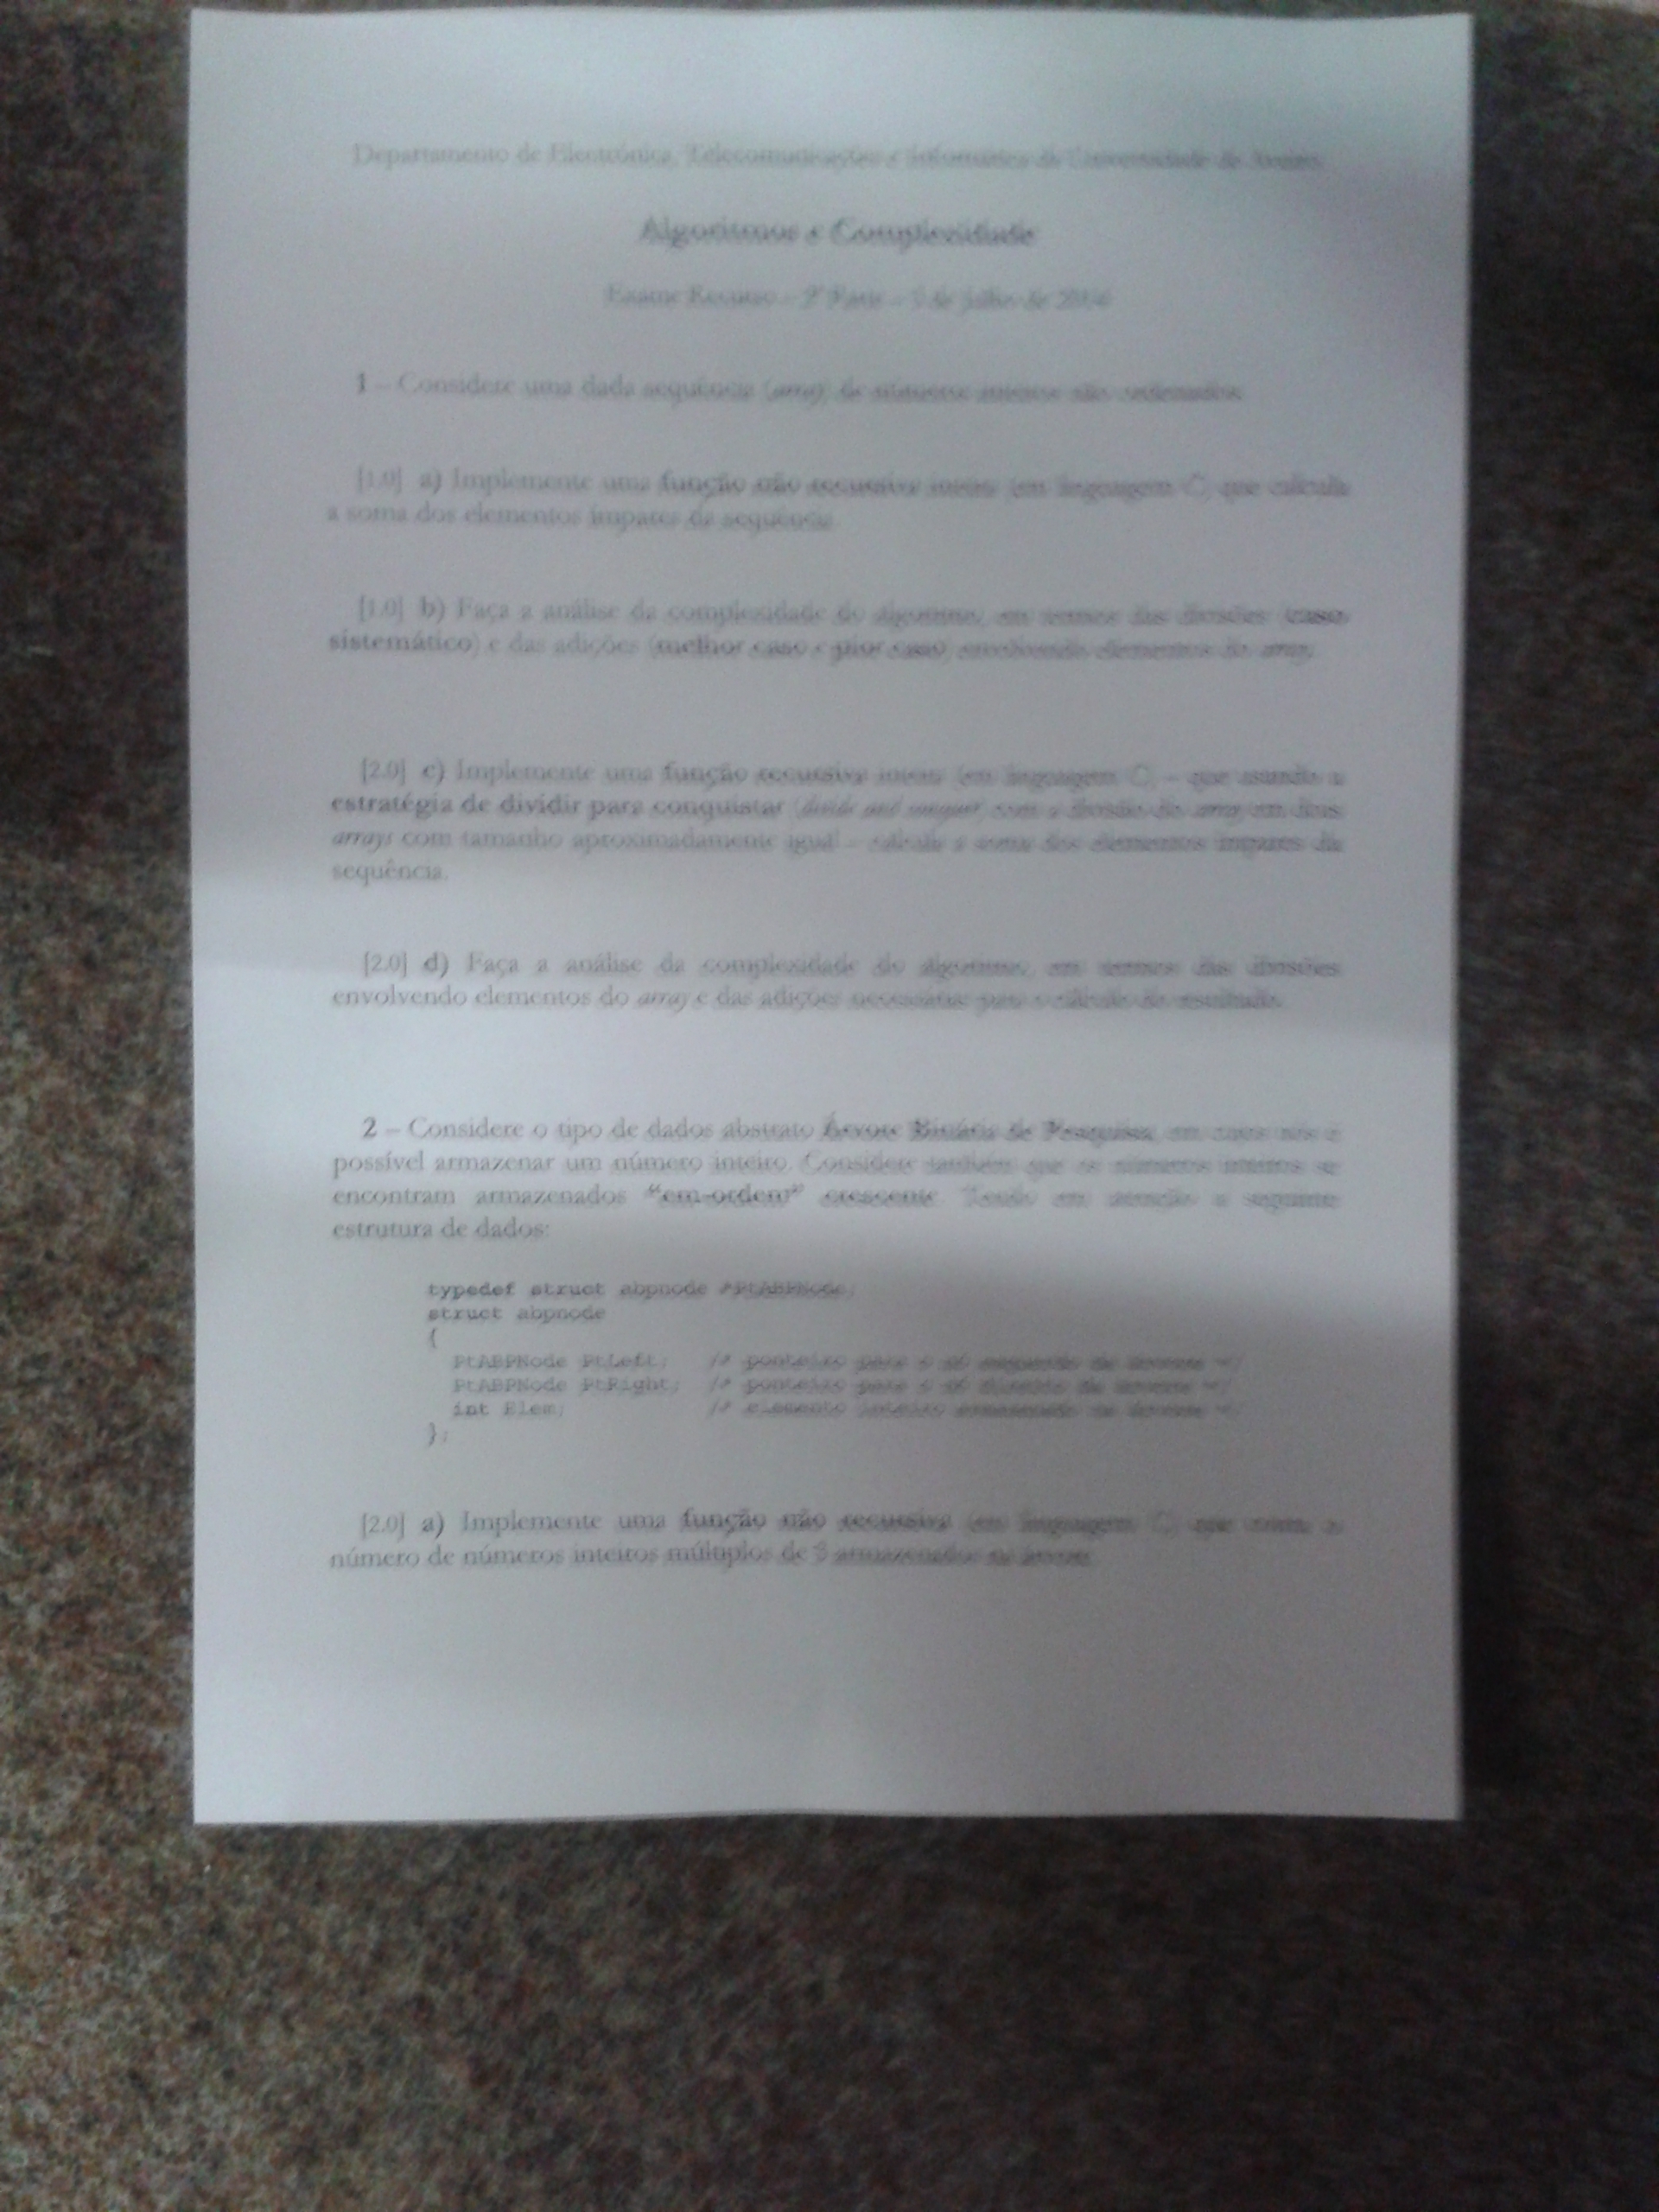 Departamento de Electrónica, Telecomunicações e Informática da Universidade de Aveiro
Algoritmos e Complexidade
Exame Recurso – 2ª Parte – de julho de
1 – Considere uma dada sequência (array) de números inteiros não ordenados.
[1.0] a) Implemente uma função não recursiva inteira (em linguagem C) que calcula
a soma dos elementos ímpares da sequência.
[1.0] b) Faça a análise da complexidade do algoritmo, em termos das divisões (caso
sistemático) e das adições (melhor caso e pior caso) envolvendo elementos do array.
[2.0] c) Implemente uma função recursiva inteira (em linguagem C) – que usando a
estratégia de dividir para conquistar (divide and conquer) com a divisão do array em dois
arrays com tamanho aproximadamente igual – calcula a soma dos elementos ímpares da
sequência.
[2.0] d) Faça a análise da complexidade do algoritmo, em termos das divisões
envolvendo elementos do array e das adições necessárias para o cálculo do resultado.
2 – Considere o tipo de dados abstrato Árvore Binária de Pesquisa, em cujos nós é
possível armazenar um número inteiro. Considere também que os números inteiros se
encontram armazenados “em-ordem” crescente. Tendo em atenção a seguinte
estrutura de dados:
typedef struct abpnode *PtABPNode;
struct abpnode
{
PtABPNode PtLeft; /* ponteiro para o nó esquerdo da árvore */
PtABPNode PtRight; /* ponteiro para o nó direito da árvore */
int Elem; /* elemento inteiro armazenado na árvore */
};
[2.0] a) Implemente uma função não recursiva (em linguagem C) que conta o
número de números inteiros múltiplos de 3 armazenados na árvore.